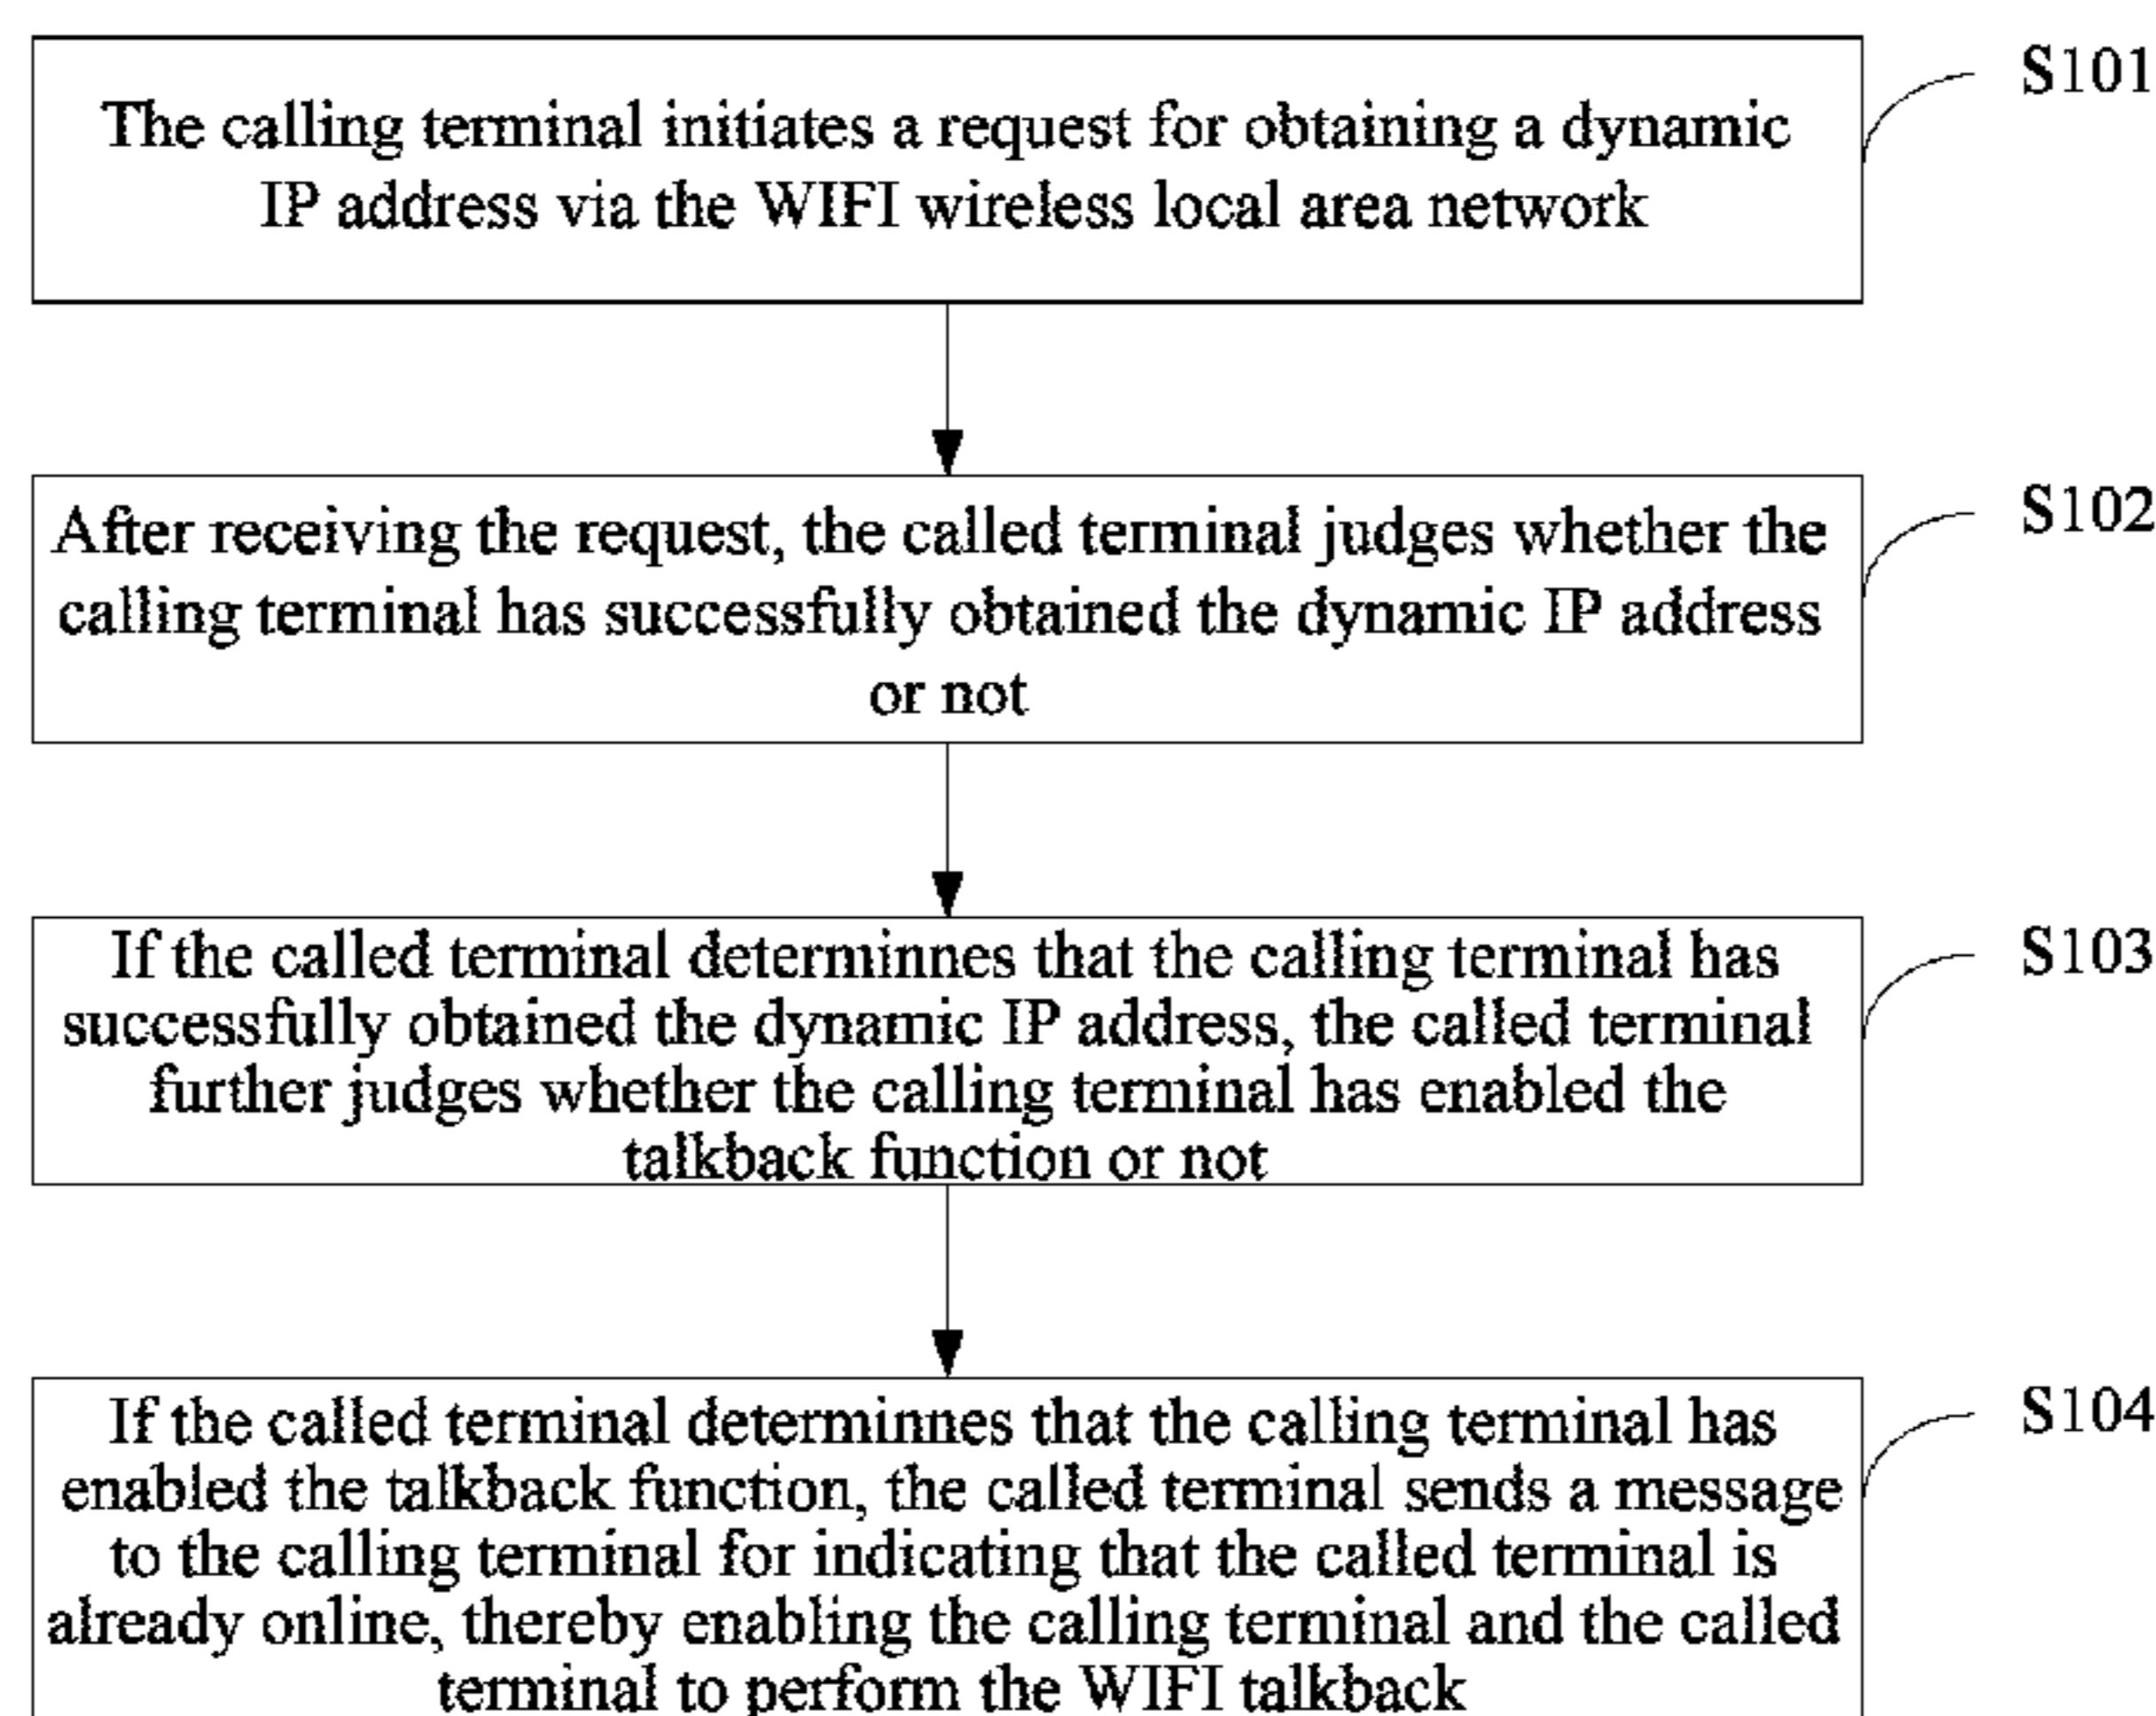 The calling terminal initiates a request for obtaining a dynamic
IP address via the WIFI wireless local area network
S101
After receiving the request, the called terminal judges whether the
calling terminal has successfully obtained the dynamic IP address
or not
S102
If the called terminal determinnes that the calling terminal has
successfully obtained the dynamic IP address, the called terminal
further judges whether the calling terminal has enabled the
talkback function or not
S103
If the called terminal determinnes that the calling terminal has
enabled the talkback function, the called terminal sends a message
to the calling terminal for indicating that the called terminal is
already online, thereby enabling the calling terminal and the called
terminal to perform the WIFI talkback
S104